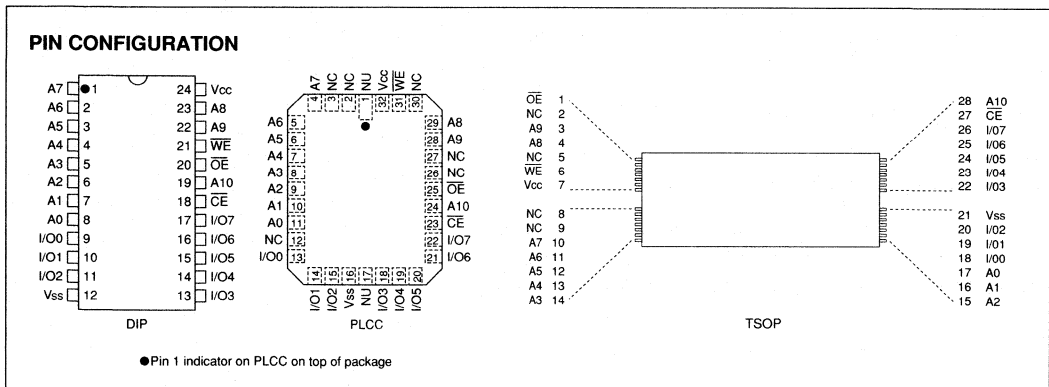 PIN CONFIGURATION
A7 1 24 Vcc
A6 2 23 A8
A5 3 22 A9
A4 4 21 WE
A3 5 20 OE
A2 6 19 A10
A1 7 18 CE
A0 8 17 I/O7
I/O0 9 16 I/O6
I/O1 10 15 I/O5
I/O2 11 14 I/O4
Vss 12 13 I/O3
DIP
A7 NC NC NU Vcc WE NC
4 3 2 1 32 31 30
A6 5 29 A8
A5 6 28 A9
A4 7 27 NC
A3 8 26 NC
A2 9 25 OE
A1 10 24 A10
A0 11 23 CE
NC 12 22 I/O7
I/O0 13 21 I/O6
14 15 16 17 18 19 20
I/O1 I/O2 Vss NU I/O3 I/O4 I/O5
PLCC
OE 1 28 A10
NC 2 27 CE
A9 3 26 I/07
A8 4 25 I/06
NC 5 24 I/05
WE 6 23 I/04
Vcc 7 22 I/03
NC 8 21 Vss
NC 9 20 I/02
A7 10 19 I/01
A6 11 18 I/00
A5 12 17 A0
A4 13 16 A1
A3 14 15 A2
TSOP
●Pin 1 indicator on PLCC on top of package